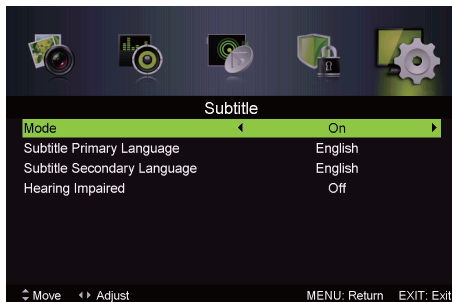 Subtitle
Mode On
Subtitle Primary Language English
Subtitle Secondary Language English
Hearing Impaired Off
Move Adjust MENU: Return EXIT: Exit